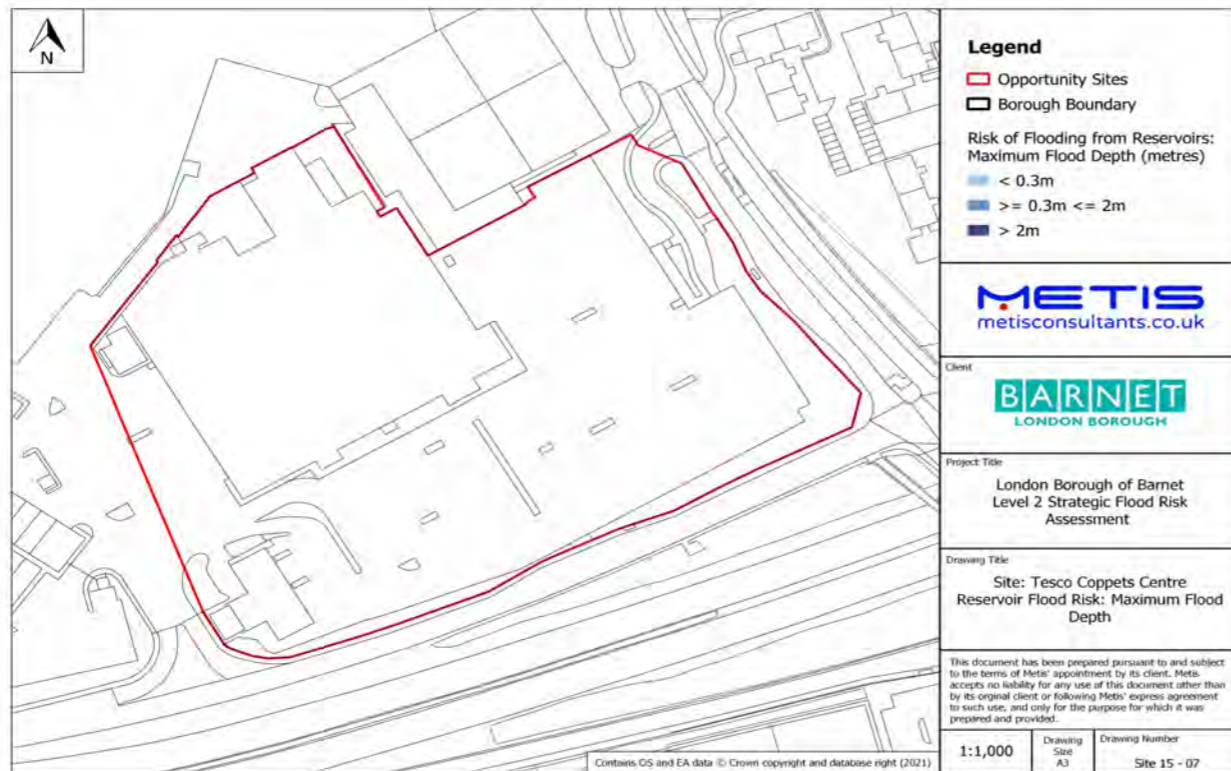 N
Legend
Opportunity Sites
Borough Boundary
Risk of Flooding from Reservoirs:
Maximum Flood Depth (metres)
< 0.3m
>= 0.3m <= 2m
> 2m
METIS
metisconsultants.co.uk
Client
BARNET
LONDON BOROUGH
Project Title
London Borough of Barnet
Level 2 Strategic Flood Risk
Assessment
Drawing Title
Site: Tesco Coppets Centre
Reservoir Flood Risk: Maximum Flood
Depth
This document has been prepared pursuant to and subject
to the terms of Metis' appointment by its client. Metis
accepts no liability for any use of this document other than
by its orginal client or following Metis' express agreement
to such use, and only for the purpose for which it was
prepared and provided.
1:1,000
Drawing
Size
A3
Drawing Number
Site 15 - 07
Contains OS and EA data © Crown copyright and database right (2021)